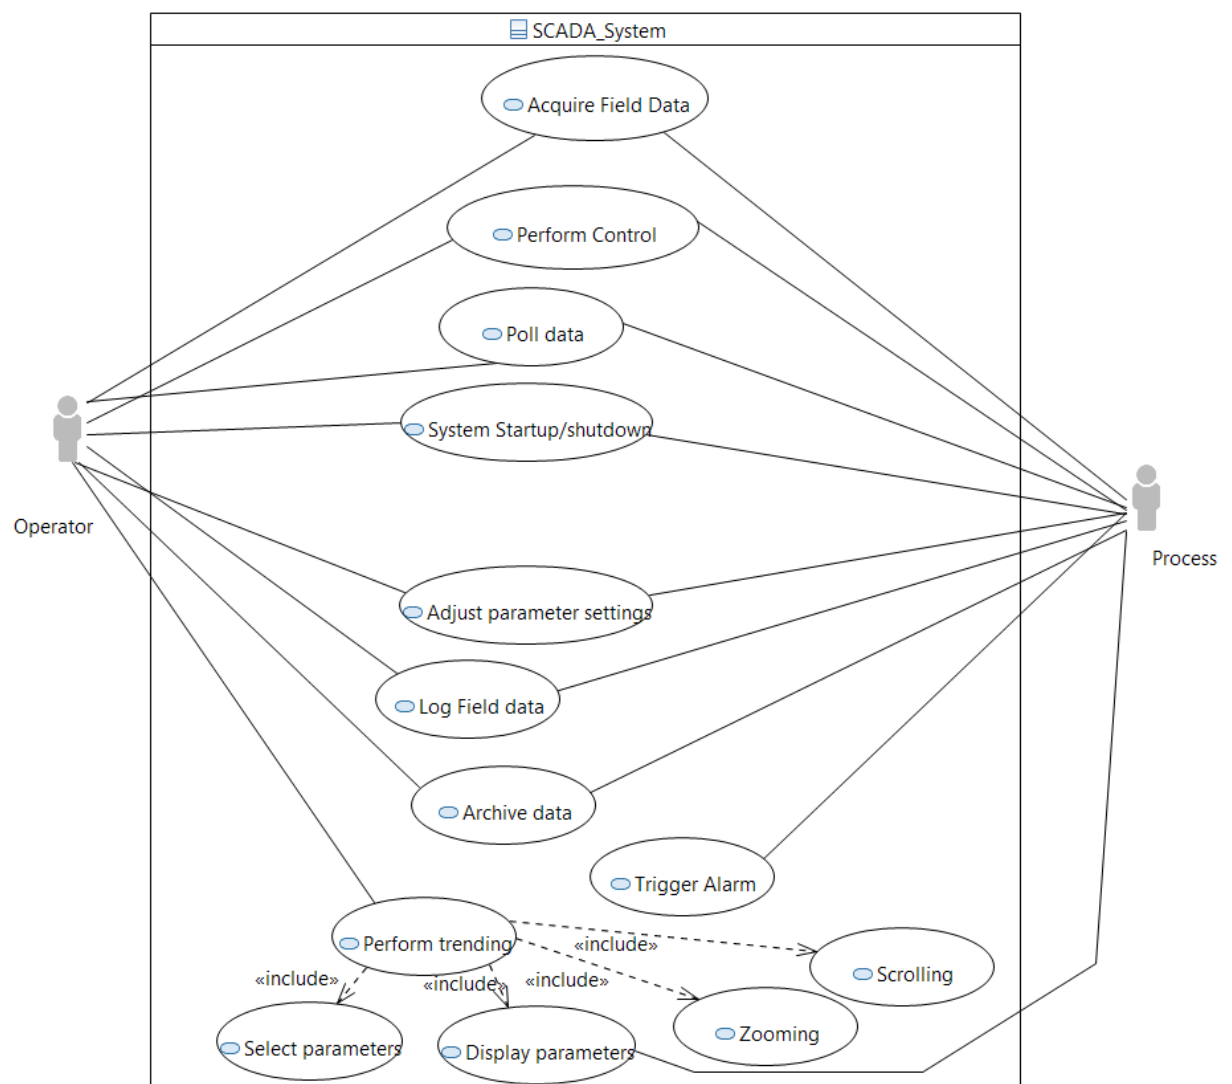 SCADA_System
Acquire Field Data
Perform Control
Poll data
System Startup/shutdown
Operator
Process
Adjust parameter settings
Log Field data
Archive data
Trigger Alarm
Perform trending
«include»
Scrolling
«include»
«include»
«include»
Zooming
Select parameters
Display parameters